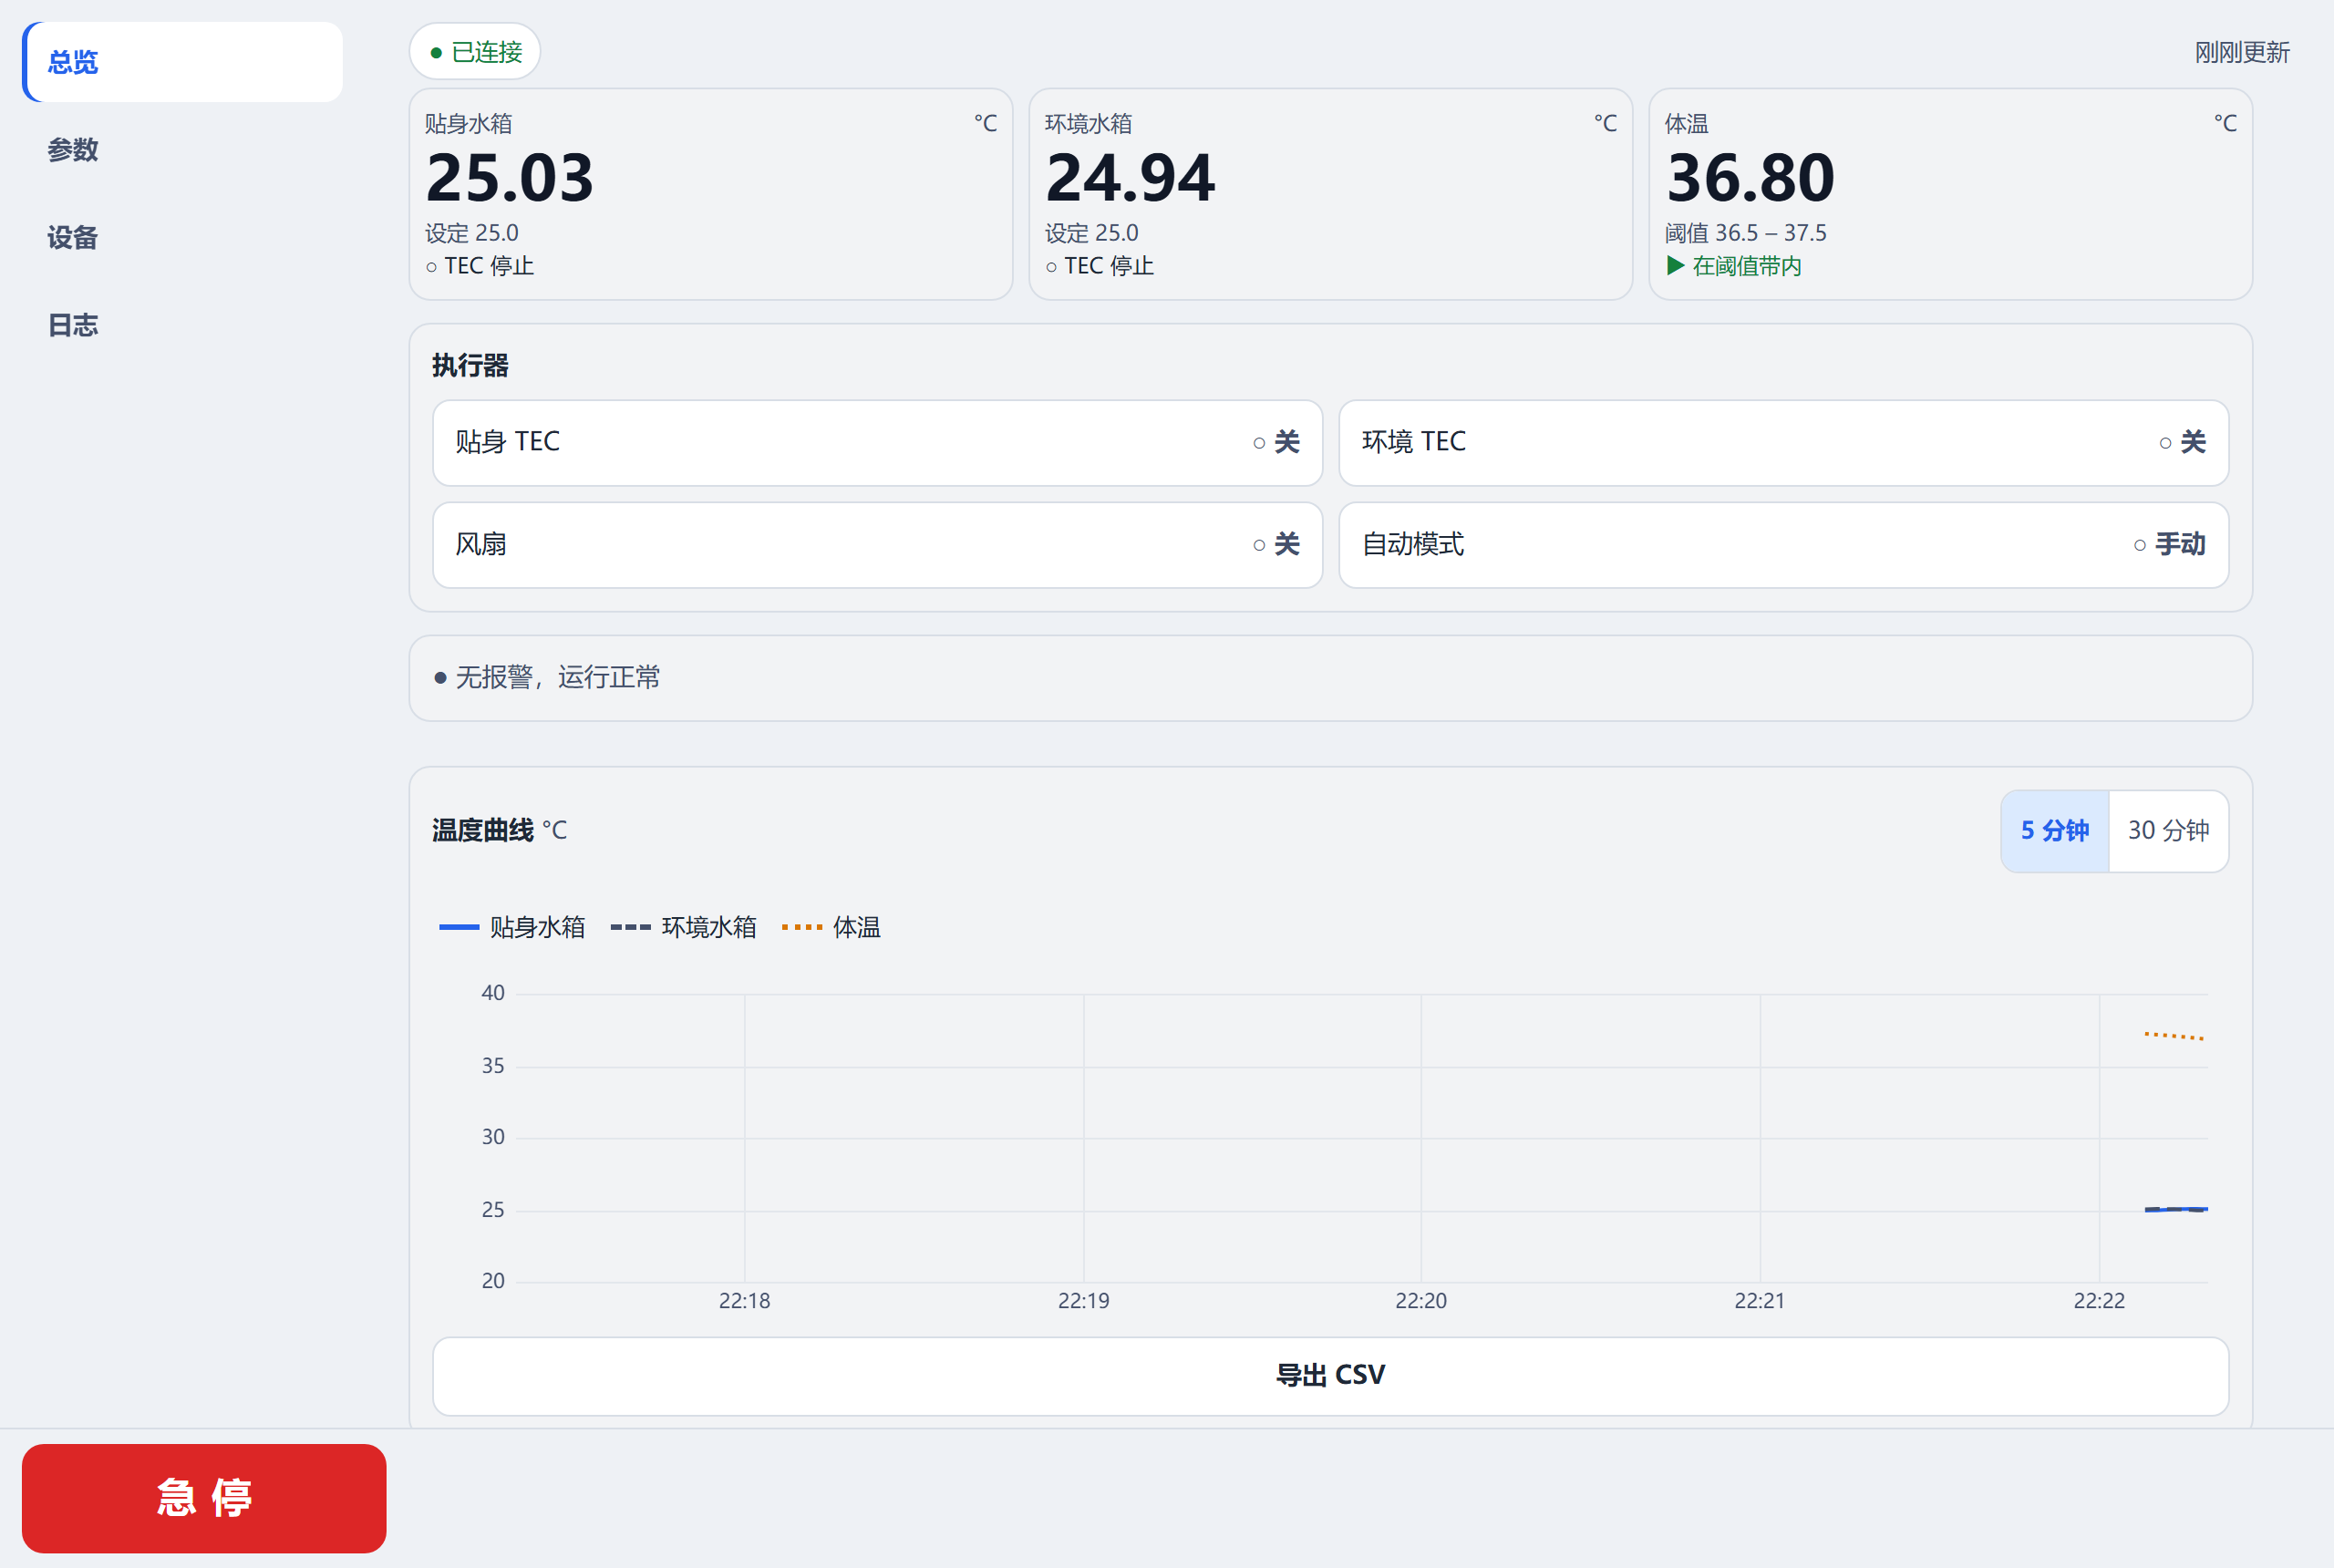 总览
参数
设备
日志
● 已连接
刚刚更新
贴身水箱 °C
25.03
设定 25.0
○ TEC 停止
环境水箱 °C
24.94
设定 25.0
○ TEC 停止
体温 °C
36.80
阈值 36.5 – 37.5
▶ 在阈值带内
执行器
贴身 TEC ○ 关
环境 TEC ○ 关
风扇 ○ 关
自动模式 ○ 手动
● 无报警，运行正常
温度曲线 °C
5 分钟 30 分钟
贴身水箱 环境水箱 体温
40
35
30
25
20
22:18 22:19 22:20 22:21 22:22
导出 CSV
急 停